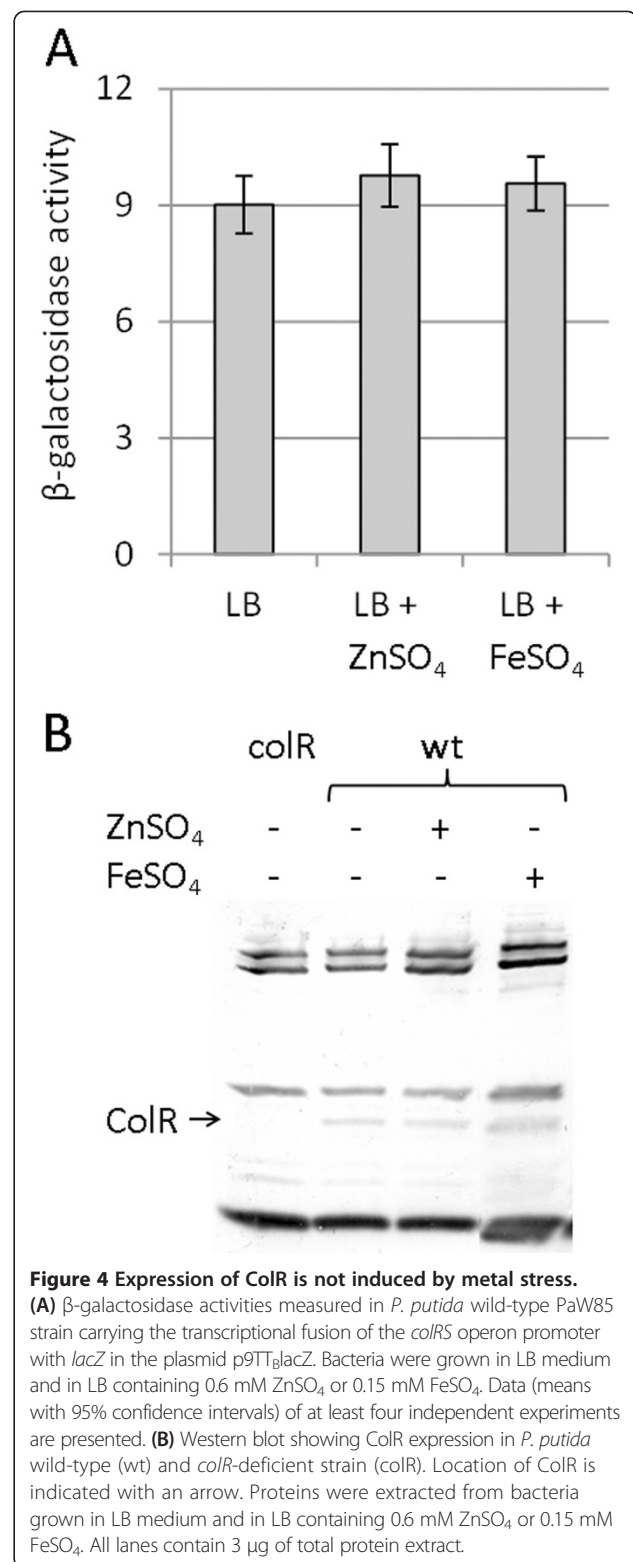 A
β-galactosidase activity
12
9
6
3
0
LB
LB +
ZnSO₄
LB +
FeSO₄
B
colR
wt
ZnSO₄ - - + -
FeSO₄ - - - +
ColR →
Figure 4 Expression of ColR is not induced by metal stress.
(A) β-galactosidase activities measured in P. putida wild-type PaW85
strain carrying the transcriptional fusion of the colRS operon promoter
with lacZ in the plasmid p9TT_BlacZ. Bacteria were grown in LB medium
and in LB containing 0.6 mM ZnSO₄ or 0.15 mM FeSO₄. Data (means
with 95% confidence intervals) of at least four independent experiments
are presented. (B) Western blot showing ColR expression in P. putida
wild-type (wt) and colR-deficient strain (colR). Location of ColR is
indicated with an arrow. Proteins were extracted from bacteria
grown in LB medium and in LB containing 0.6 mM ZnSO₄ or 0.15 mM
FeSO₄. All lanes contain 3 μg of total protein extract.